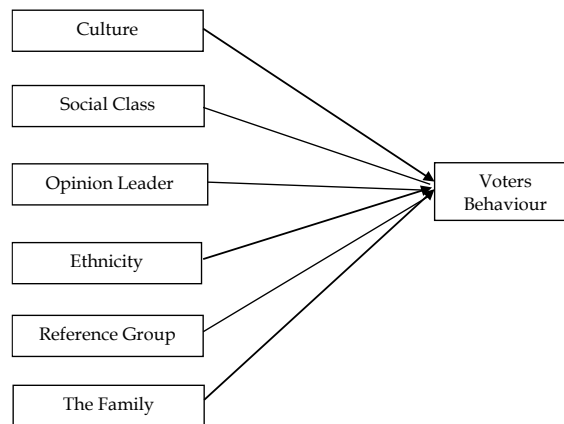 Culture
Social Class
Opinion Leader
Voters
Behaviour
Ethnicity
Reference Group
The Family